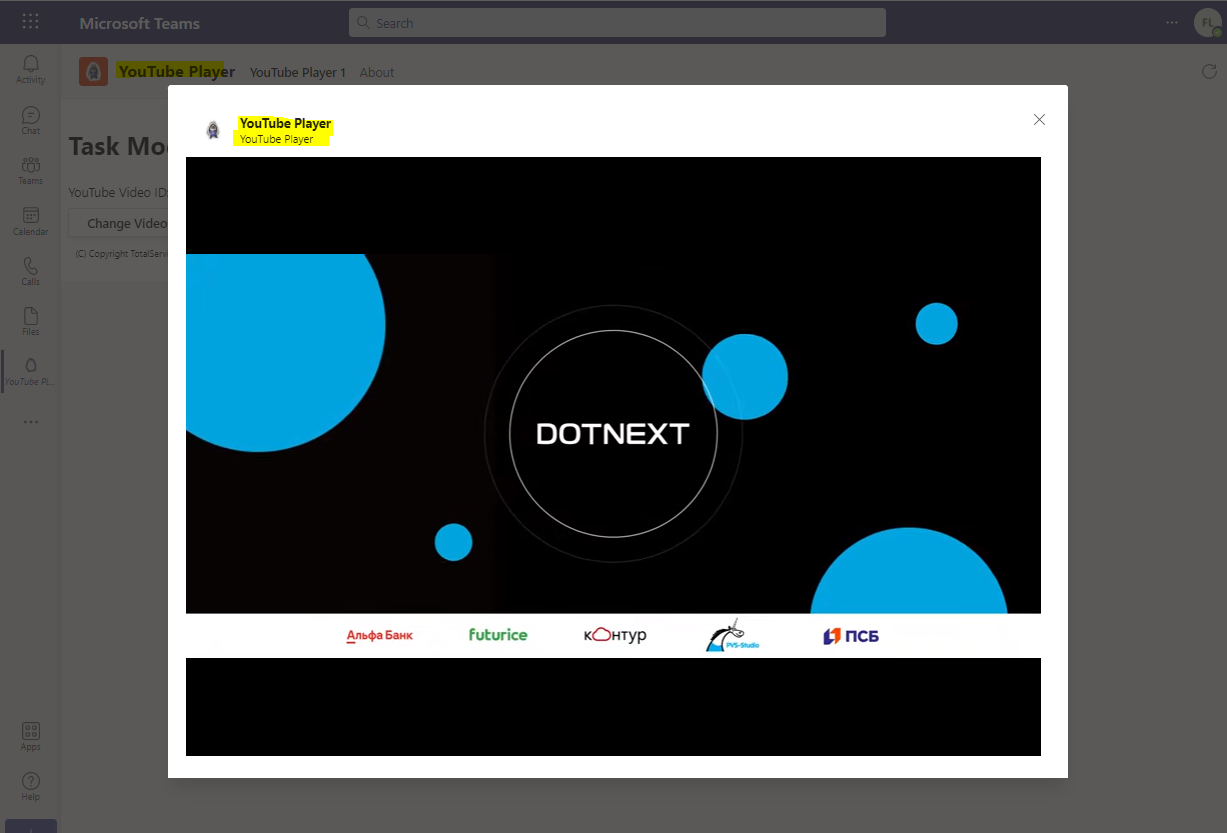 Microsoft Teams
Search
FL
Activity
Chat
Teams
Calendar
Calls
Files
YouTube Pl...
Apps
Help
YouTube Player
YouTube Player 1
About
Task Mo
YouTube Video ID:
Change Video
(C) Copyright TotalServi
YouTube Player
YouTube Player
DOTNEXT
Альфа Банк
futurice
контур
PVS-Studio
ПСБ